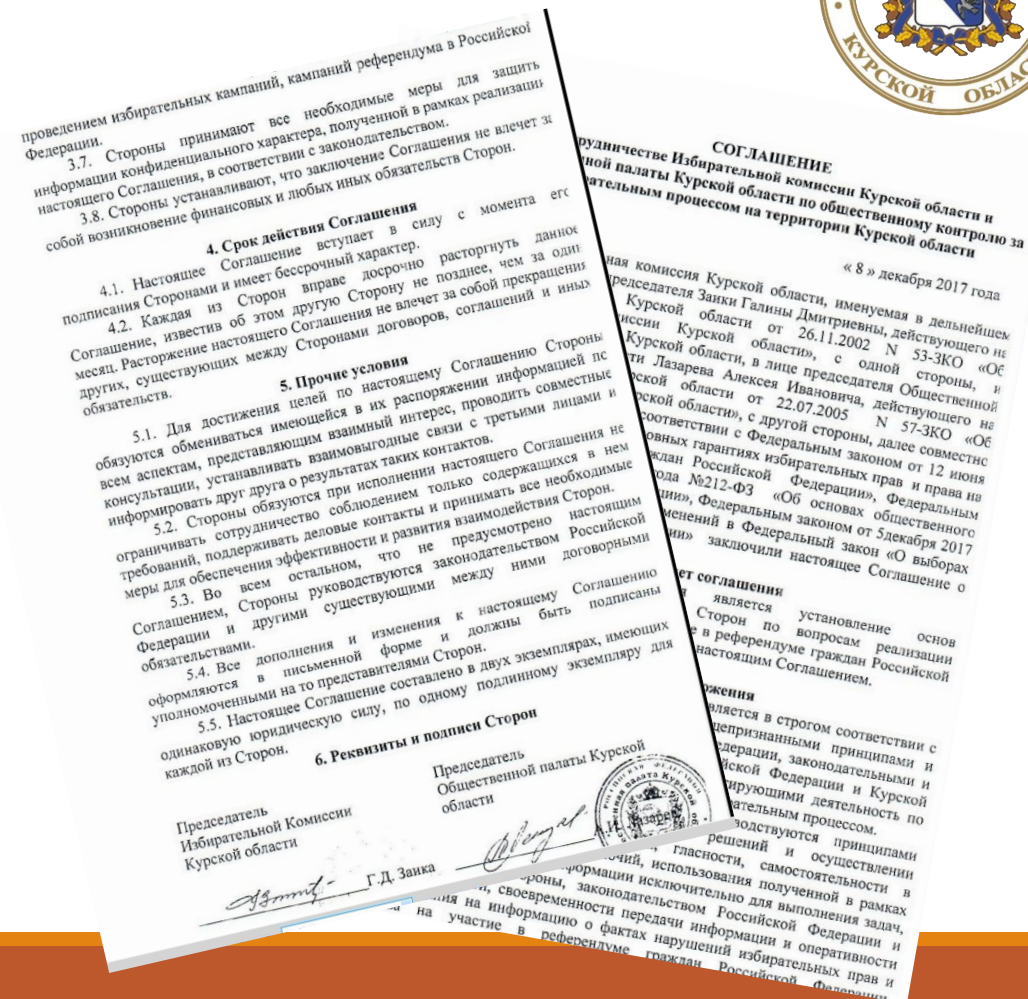 КУРСКОЙ ОБЛАС
проведением избирательных кампаний, кампаний референдума в Российской
Федерации.
3.7. Стороны принимают все необходимые меры для защиты
информации конфиденциального характера, полученной в рамках реализации
настоящего Соглашения, в соответствии с законодательством.
3.8. Стороны устанавливают, что заключение Соглашения не влечет за
собой возникновение финансовых и любых иных обязательств Сторон.
4. Срок действия Соглашения
4.1. Настоящее Соглашение вступает в силу с момента его
подписания Сторонами и имеет бессрочный характер.
4.2. Каждая из Сторон вправе досрочно расторгнуть данное
Соглашение, известив об этом другую Сторону не позднее, чем за один
месяц. Расторжение настоящего Соглашения не влечет за собой прекращения
других, существующих между Сторонами договоров, соглашений и иных
обязательств.
5. Прочие условия
5.1. Для достижения целей по настоящему Соглашению Стороны
обязуются обмениваться имеющейся в их распоряжении информацией по
всем аспектам, представляющим взаимный интерес, проводить совместные
консультации, устанавливать взаимовыгодные связи с третьими лицами и
информировать друг друга о результатах таких контактов.
5.2. Стороны обязуются при исполнении настоящего Соглашения не
ограничивать сотрудничество соблюдением только содержащихся в нем
требований, поддерживать деловые контакты и принимать все необходимые
меры для обеспечения эффективности и развития взаимодействия Сторон.
5.3. Во всем остальном, что не предусмотрено настоящим
Соглашением, Стороны руководствуются законодательством Российской
Федерации и другими существующими между ними договорными
обязательствами.
5.4. Все дополнения и изменения к настоящему Соглашению
оформляются в письменной форме и должны быть подписаны
уполномоченными на то представителями Сторон.
5.5. Настоящее Соглашение составлено в двух экземплярах, имеющих
одинаковую юридическую силу, по одному подлинному экземпляру для
каждой из Сторон.
6. Реквизиты и подписи Сторон
Председатель
Избирательной Комиссии
Курской области
Г.Д. Заика
Председатель
Общественной палаты Курской
области
А.И. Лазарев
СОГЛАШЕНИЕ
рудничестве Избирательной комиссии Курской области и
ной палаты Курской области по общественному контролю за
рательным процессом на территории Курской области
« 8 » декабря 2017 года
ная комиссия Курской области, именуемая в дальнейшем
редседателя Заики Галины Дмитриевны, действующего на
Курской области от 26.11.2002 N 53-ЗКО «Об
иссии Курской области», с одной стороны, и
Курской области, в лице председателя Общественной
ти Лазарева Алексея Ивановича, действующего на
рской области от 22.07.2005 N 57-ЗКО «Об
рской области», с другой стороны, далее совместно
соответствии с Федеральным законом от 12 июня
овных гарантиях избирательных прав и права на
ждан Российской Федерации», Федеральным
ода №212-ФЗ «Об основах общественного
ции», Федеральным законом от 5декабря 2017
менений в Федеральный закон «О выборах
ии» заключили настоящее Соглашение о
ет соглашения
я является установление основ
Сторон по вопросам реализации
е в референдуме граждан Российской
настоящим Соглашением.
ожения
вляется в строгом соответствии с
щепризнанными принципами и
едерации, законодательными и
йской Федерации и Курской
тирующими деятельность по
ательным процессом.
водствуются принципами
решений и осуществлении
гласности, самостоятельности в
очий, использования полученной в рамках
формации исключительно для выполнения задач,
роны, законодательством Российской Федерации и
и, своевременности передачи информации и оперативности
ия на информацию о фактах нарушений избирательных прав и
на участие в референдуме граждан Российской Федерации